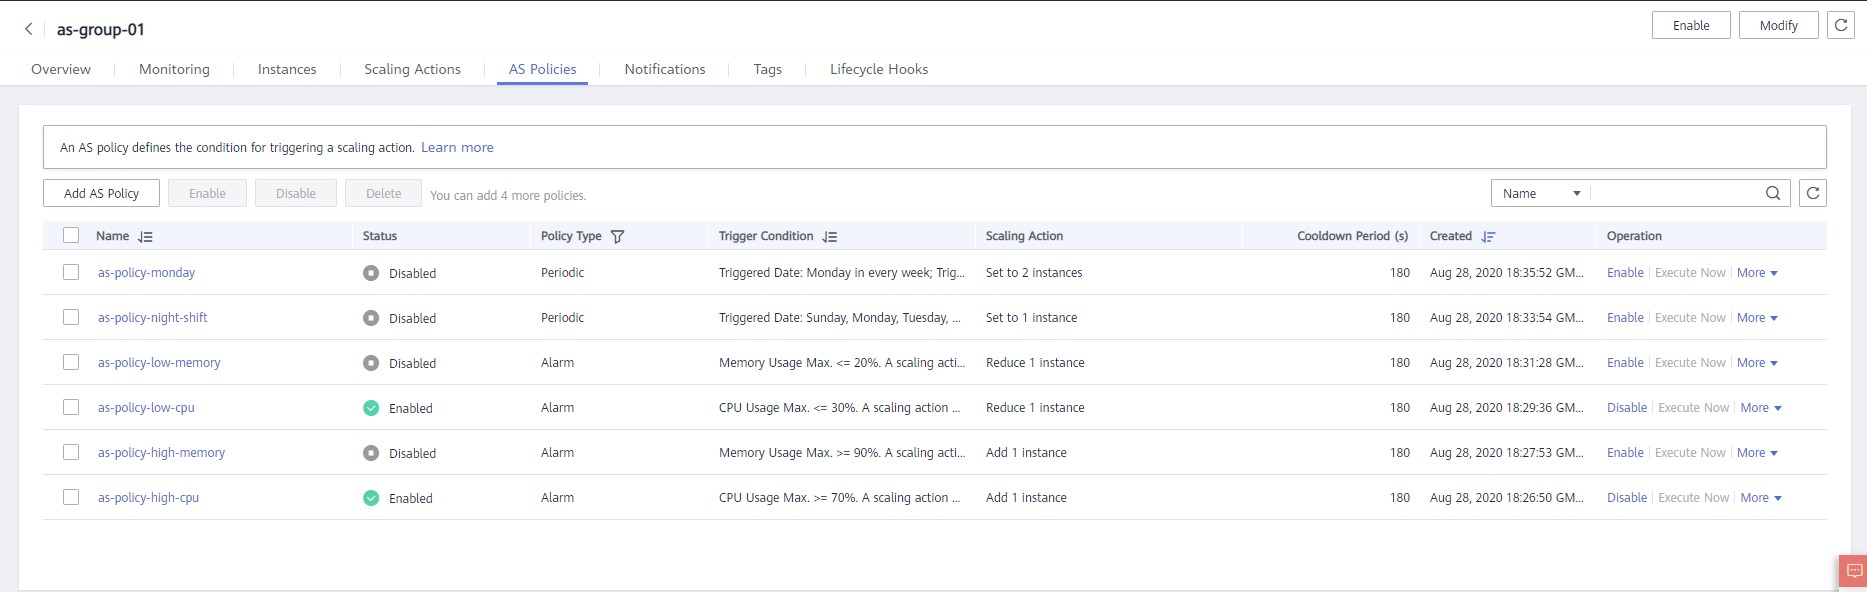 as-group-01
Enable Modify
Overview Monitoring Instances Scaling Actions AS Policies Notifications Tags Lifecycle Hooks
An AS policy defines the condition for triggering a scaling action. Learn more
Add AS Policy Enable Disable Delete You can add 4 more policies. Name
Name Status Policy Type Trigger Condition Scaling Action Cooldown Period (s) Created Operation
as-policy-monday Disabled Periodic Triggered Date: Monday in every week; Trig... Set to 2 instances 180 Aug 28, 2020 18:35:52 GM... Enable Execute Now More
as-policy-night-shift Disabled Periodic Triggered Date: Sunday, Monday, Tuesday, ... Set to 1 instance 180 Aug 28, 2020 18:33:54 GM... Enable Execute Now More
as-policy-low-memory Disabled Alarm Memory Usage Max. <= 20%. A scaling acti... Reduce 1 instance 180 Aug 28, 2020 18:31:28 GM... Enable Execute Now More
as-policy-low-cpu Enabled Alarm CPU Usage Max. <= 30%. A scaling action ... Reduce 1 instance 180 Aug 28, 2020 18:29:36 GM... Disable Execute Now More
as-policy-high-memory Disabled Alarm Memory Usage Max. >= 90%. A scaling acti... Add 1 instance 180 Aug 28, 2020 18:27:53 GM... Enable Execute Now More
as-policy-high-cpu Enabled Alarm CPU Usage Max. >= 70%. A scaling action ... Add 1 instance 180 Aug 28, 2020 18:26:50 GM... Disable Execute Now More